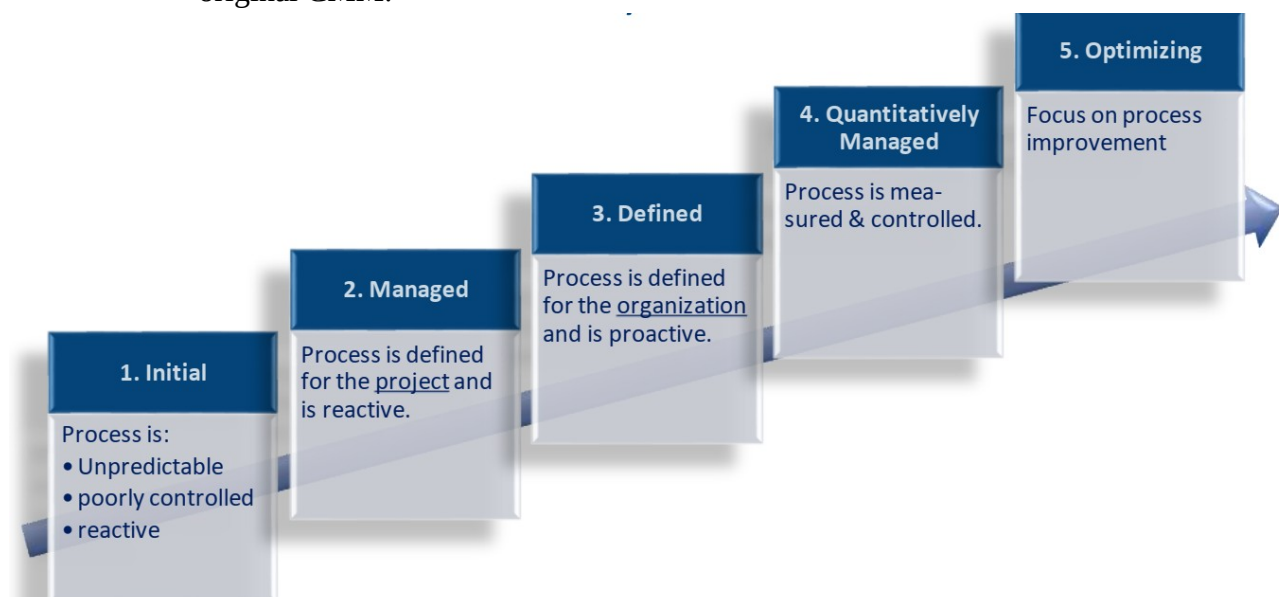 original CMM.
5. Optimizing
Focus on process
improvement
4. Quantitatively
Managed
Process is mea-
sured & controlled.
3. Defined
Process is defined
for the organization
and is proactive.
2. Managed
Process is defined
for the project and
is reactive.
1. Initial
Process is:
• Unpredictable
• poorly controlled
• reactive